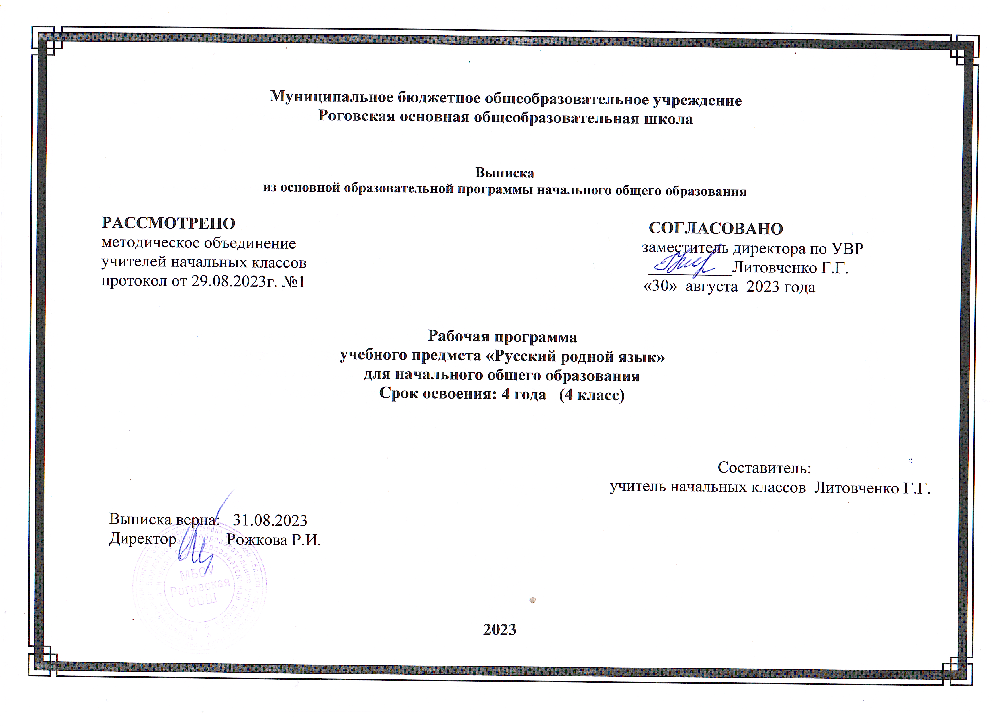 Муниципальное бюджетное общеобразовательное учреждение
Роговская основная общеобразовательная школа
Выписка
из основной образовательной программы начального общего образования
РАССМОТРЕНО
методическое объединение
учителей начальных классов
протокол от 29.08.2023г. №1
СОГЛАСОВАНО
заместитель директора по УВР
Литовченко Г.Г.
«30» августа 2023 года
Рабочая программа
учебного предмета «Русский родной язык»
для начального общего образования
Срок освоения: 4 года (4 класс)
Составитель:
учитель начальных классов Литовченко Г.Г.
Выписка верна: 31.08.2023
Директор Рожкова Р.И.
МБОУ
Роговская
ООШ
2023